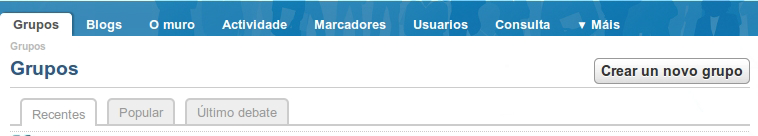 Grupos Blogs O muro Actividade Marcadores Usuarios Consulta ▼ Máis
Grupos
Grupos Crear un novo grupo
Recentes Popular Último debate